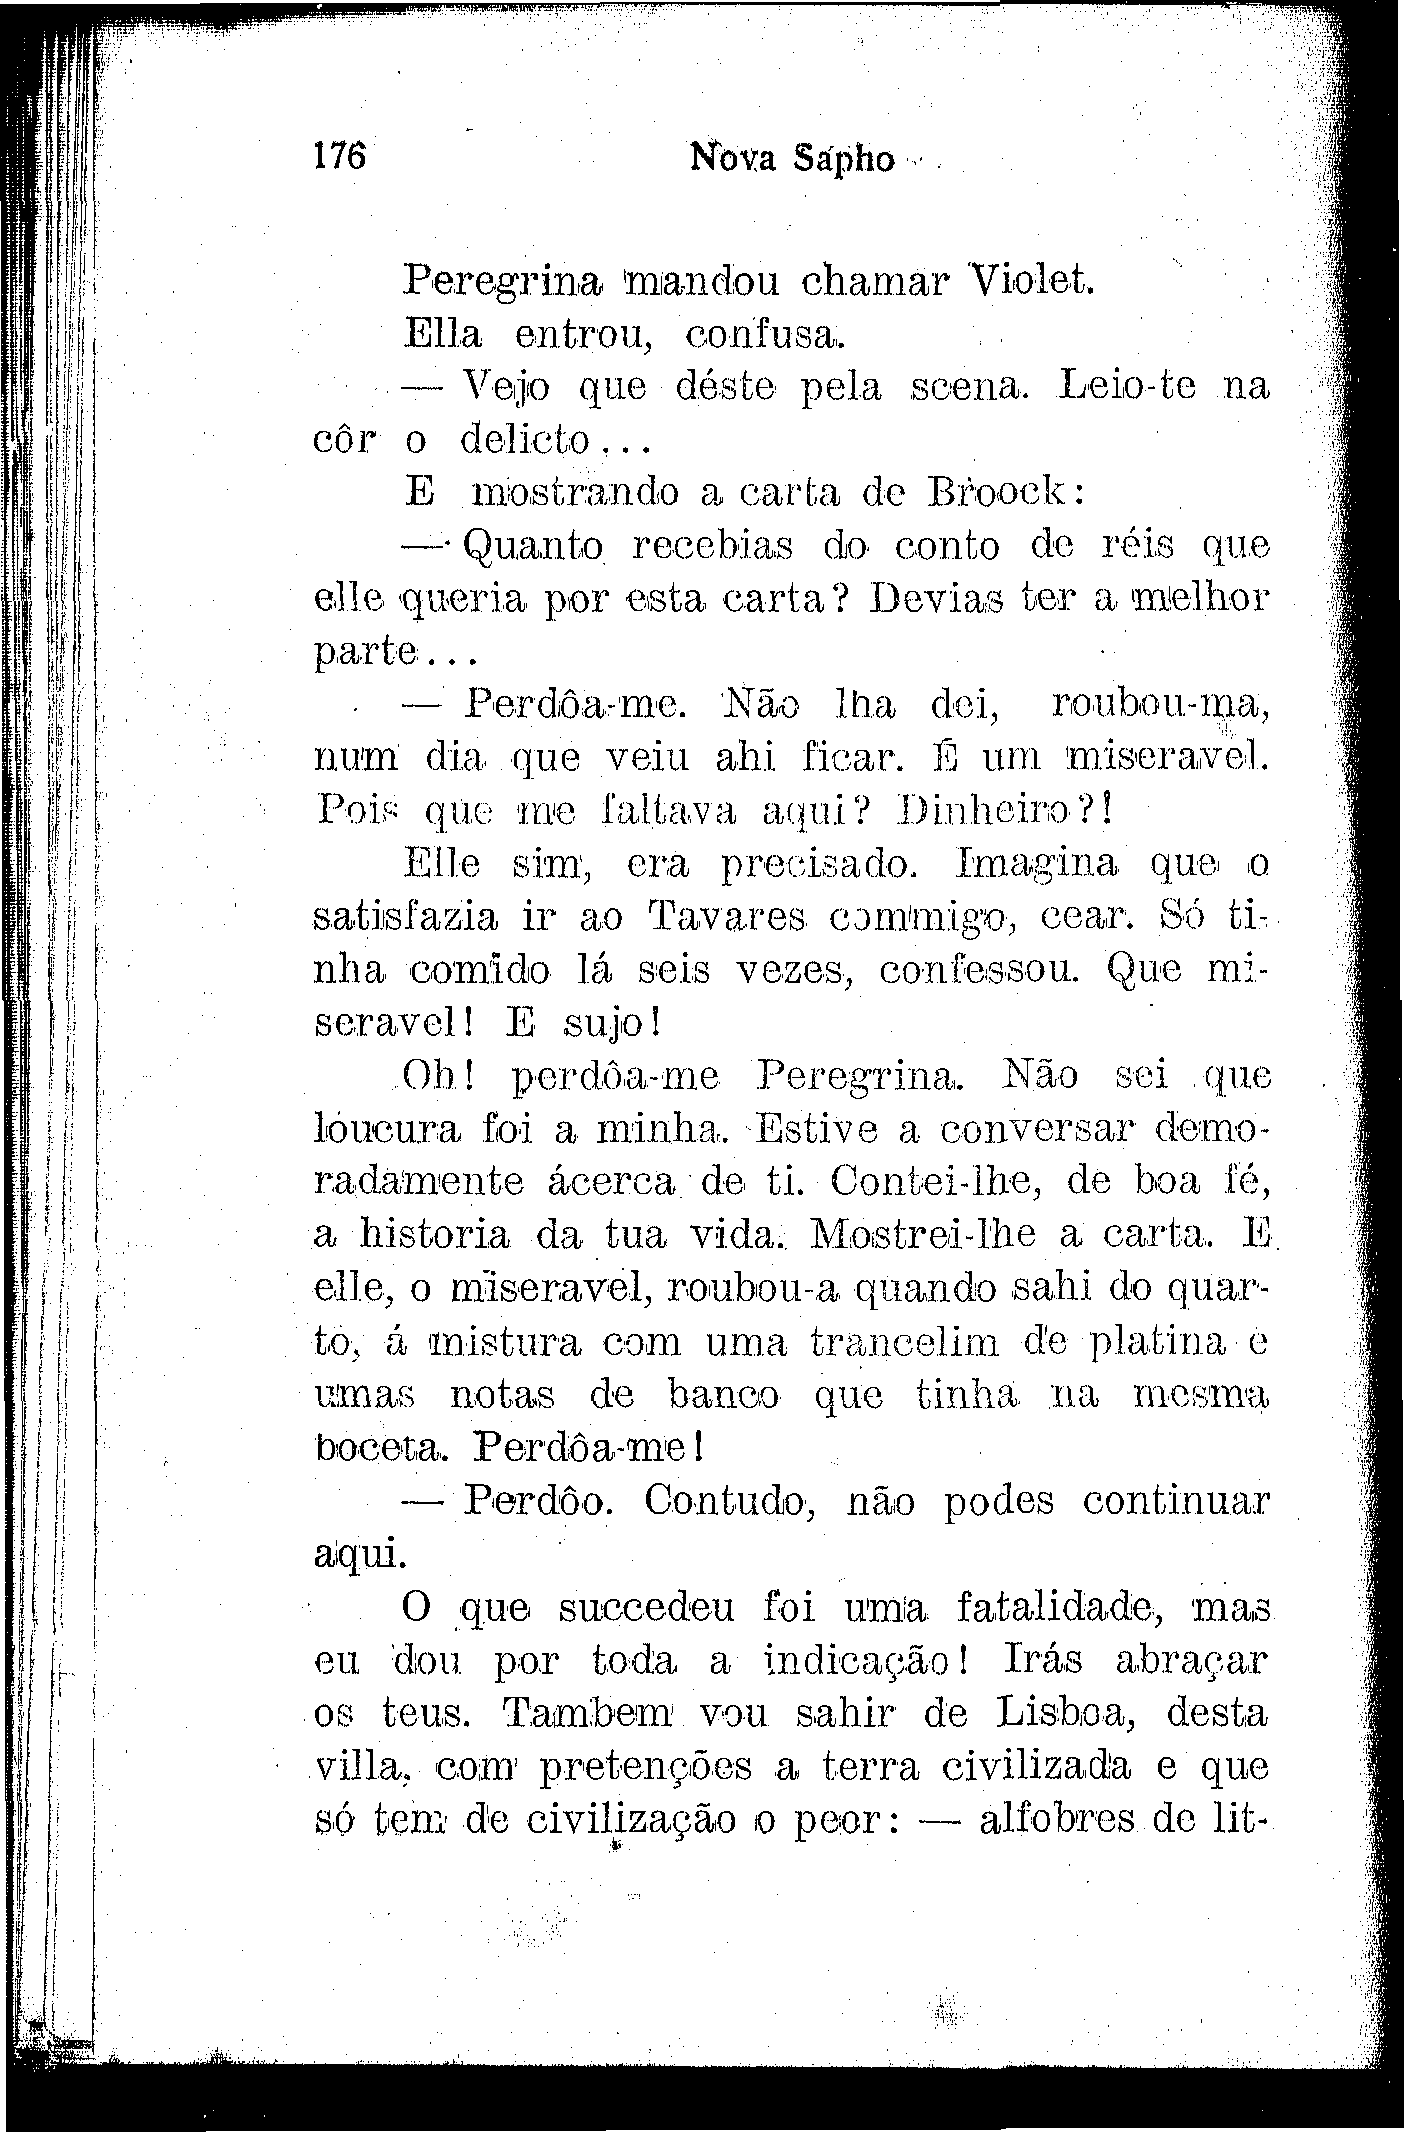 176 Nova Sapho
Peregrina mandou chamar Violet.
Ella entrou, confusa.
— Vejo que déste pela scena. Leio-te na
côr o delicto...
E mostrando a carta de Broock:
— Quanto recebias do conto de réis que
elle queria por esta carta? Devias ter a melhor
parte...
— Perdôa-me. Não lha dei, roubou-ma,
num dia que veiu ahi ficar. É um miseravel.
Pois que me faltava aqui? Dinheiro?!
Elle sim, era precisado. Imagina que o
satisfazia ir ao Tavares commigo, cear. Só ti-
nha comido lá seis vezes, confessou. Que mi-
seravel! E sujo!
Oh! perdôa-me Peregrina. Não sei que
loucura foi a minha. Estive a conversar demo-
radamente ácerca de ti. Contei-lhe, de boa fé,
a historia da tua vida. Mostrei-lhe a carta. E
elle, o miseravel, roubou-a quando sahi do quar-
to, á mistura com uma trancelim de platina e
umas notas de banco que tinha na mesma
boceta. Perdôa-me!
— Perdôo. Contudo, não podes continuar
aqui.
O que succedeu foi uma fatalidade, mas
eu dou por toda a indicação! Irás abraçar
os teus. Tambem vou sahir de Lisboa, desta
villa, com pretenções a terra civilizada e que
só tem de civilização o peor: — alfobres de lit-